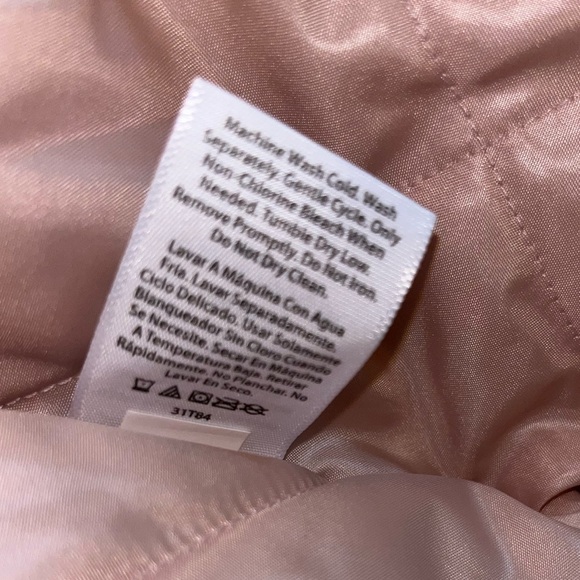 Machine Wash Cold. Wash
Separately. Gentle Cycle. Only
Non-Chlorine Bleach When
Needed. Tumble Dry Low.
Remove Promptly. Do Not Iron.
Do Not Dry Clean.
Lavar A Máquina Con Agua
Fría. Lavar Separadamente.
Ciclo Delicado. Usar Solamente
Blanqueador Sin Cloro Cuando
Se Necesite. Secar En Máquina
A Temperatura Baja. Retirar
Rápidamente. No Planchar. No
Lavar En Seco.
31T84